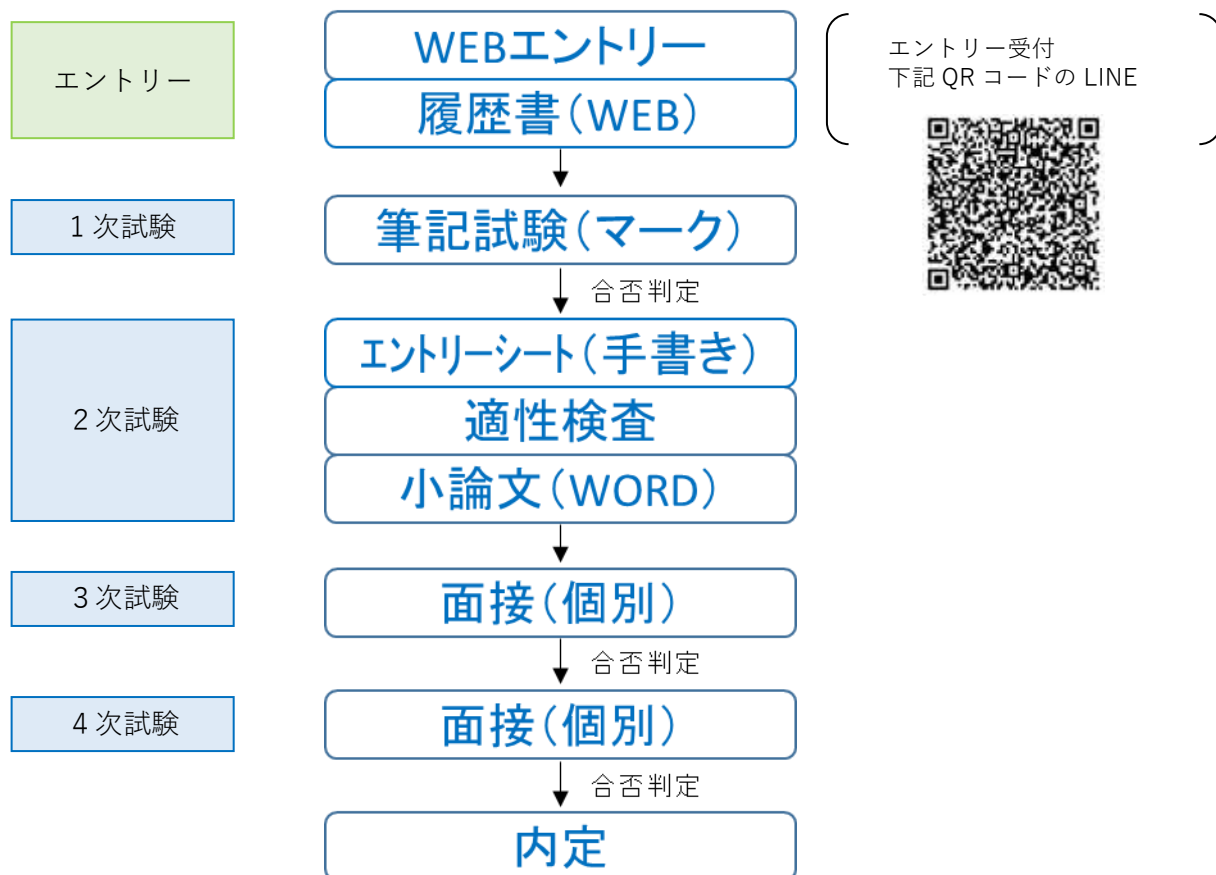 エントリー
WEBエントリー
履歴書(WEB)
エントリー受付
下記 QR コードの LINE
1 次試験
筆記試験(マーク)
合否判定
2 次試験
エントリーシート(手書き)
適性検査
小論文(WORD)
3 次試験
面接(個別)
合否判定
4 次試験
面接(個別)
合否判定
内定